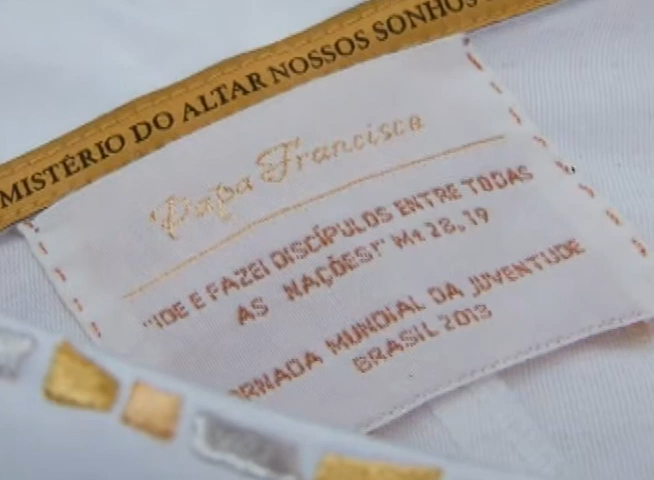 MISTÉRIO DO ALTAR NOSSOS SONHOS
Papa Francisco
"IDE E FAZEI DISCÍPULOS ENTRE TODAS
AS NAÇÕES!" Mt 28,19
JORNADA MUNDIAL DA JUVENTUDE
BRASIL 2013